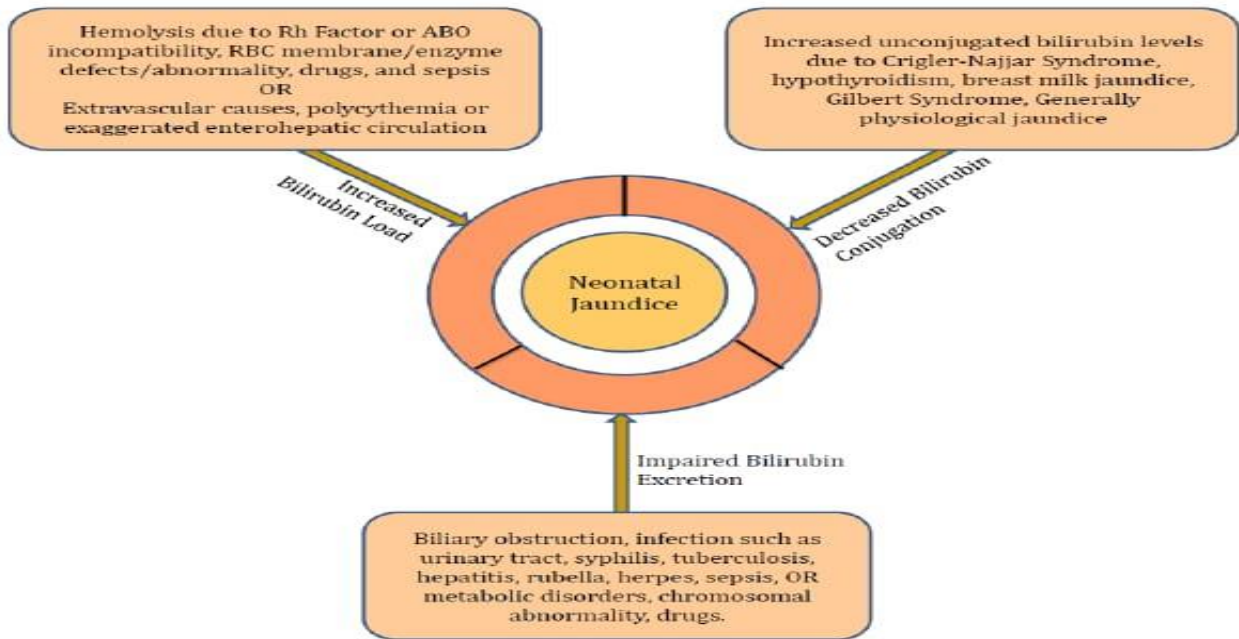 Hemolysis due to Rh Factor or ABO
incompatibility, RBC membrane/enzyme
defects/abnormality, drugs, and sepsis
OR
Extravascular causes, polycythemia or
exaggerated enterohepatic circulation
Increased unconjugated bilirubin levels
due to Crigler-Najjar Syndrome,
hypothyroidism, breast milk jaundice,
Gilbert Syndrome, Generally
physiological jaundice
Increased
Bilirubin Load
Decreased Bilirubin
Conjugation
Neonatal
Jaundice
Impaired Bilirubin
Excretion
Biliary obstruction, infection such as
urinary tract, syphilis, tuberculosis,
hepatitis, rubella, herpes, sepsis, OR
metabolic disorders, chromosomal
abnormality, drugs.